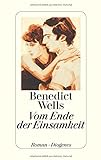 Benedict
Wells
Vom Ende
der Einsamkeit
Roman · Diogenes